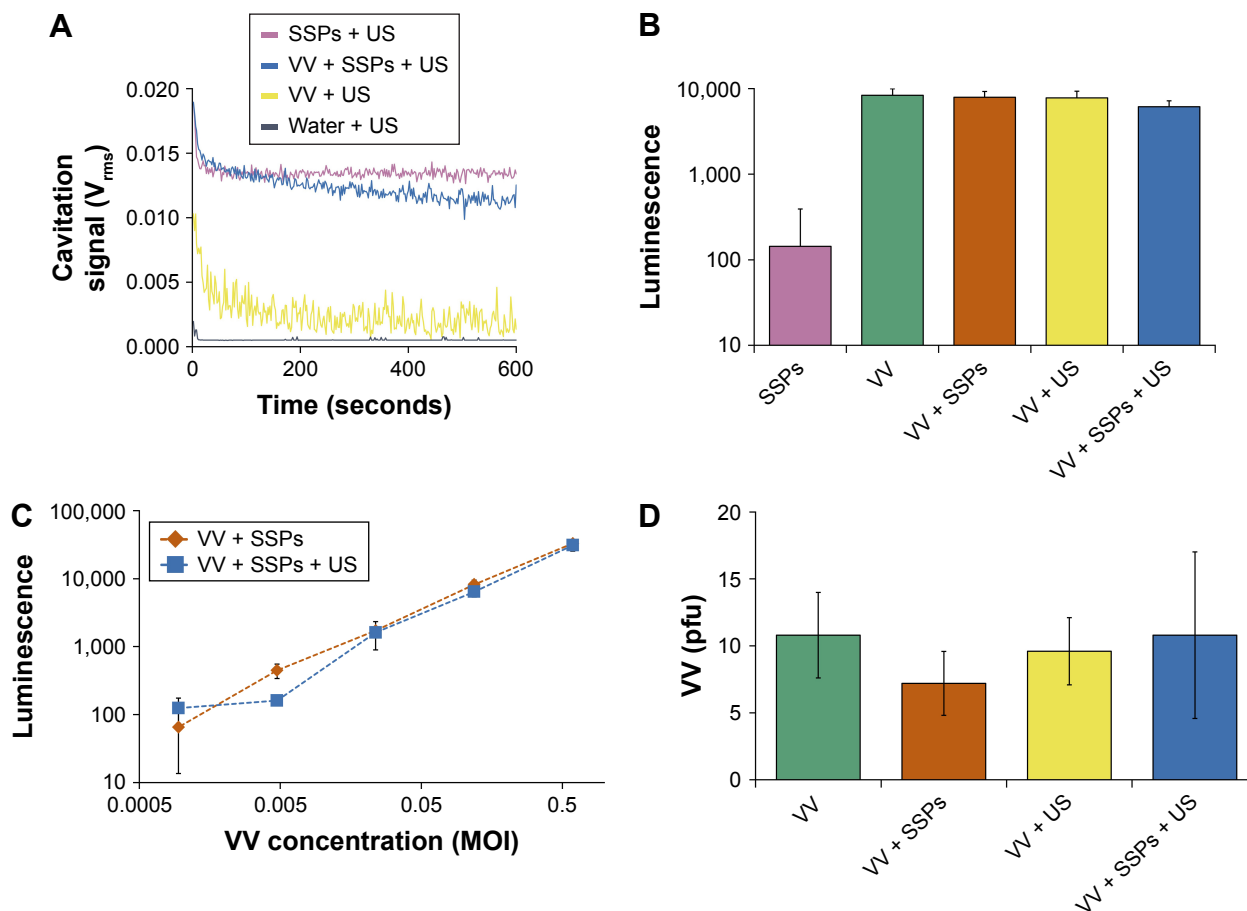 A
SSPs + US
VV + SSPs + US
VV + US
Water + US
0.020
0.015
0.010
0.005
0.000
Cavitation
signal (Vrms)
0
200
400
600
Time (seconds)
B
10,000
1,000
100
10
Luminescence
SSPs
VV
VV + SSPs
VV + US
VV + SSPs + US
C
VV + SSPs
VV + SSPs + US
100,000
10,000
1,000
100
10
Luminescence
0.0005
0.005
0.05
0.5
VV concentration (MOI)
D
20
15
10
5
0
VV (pfu)
VV
VV + SSPs
VV + US
VV + SSPs + US